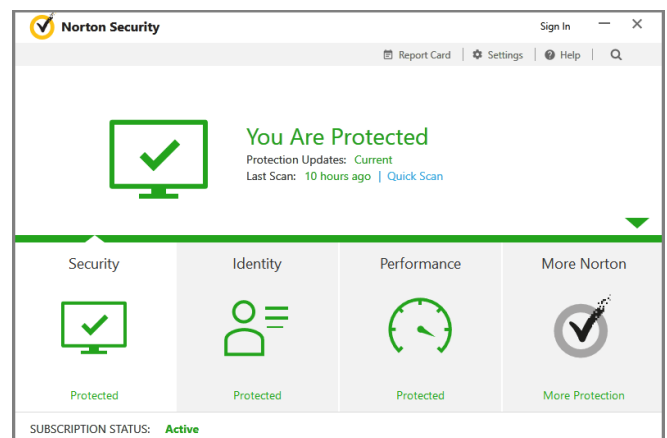 Norton Security
Sign In
Report Card | Settings | Help |
You Are Protected
Protection Updates: Current
Last Scan: 10 hours ago | Quick Scan
Security Identity Performance More Norton
Protected Protected Protected More Protection
SUBSCRIPTION STATUS: Active